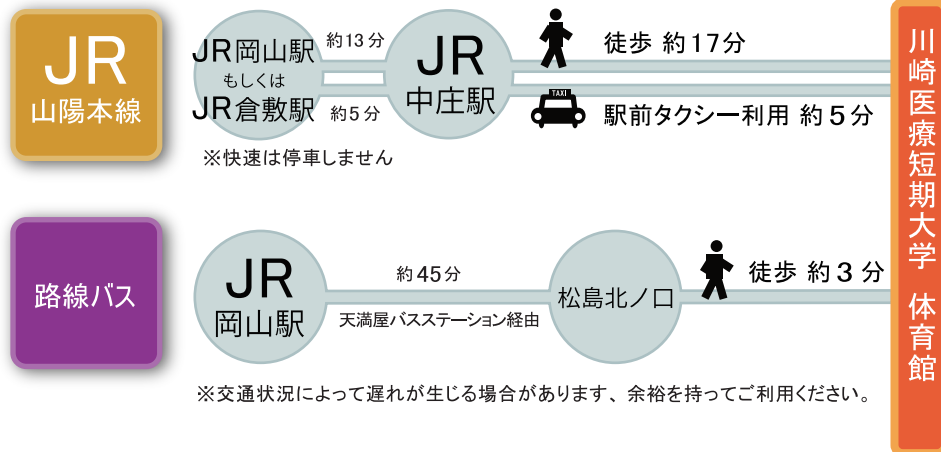 JR
山陽本線
JR岡山駅
もしくは
JR倉敷駅
約13分
約5分
JR
中庄駅
徒歩 約17分
TAXI
駅前タクシー利用 約5分
※快速は停車しません
路線バス
JR
岡山駅
約45分
天満屋バスステーション経由
松島北ノ口
徒歩 約3分
※交通状況によって遅れが生じる場合があります、余裕を持ってご利用ください。
川崎医療短期大学 体育館